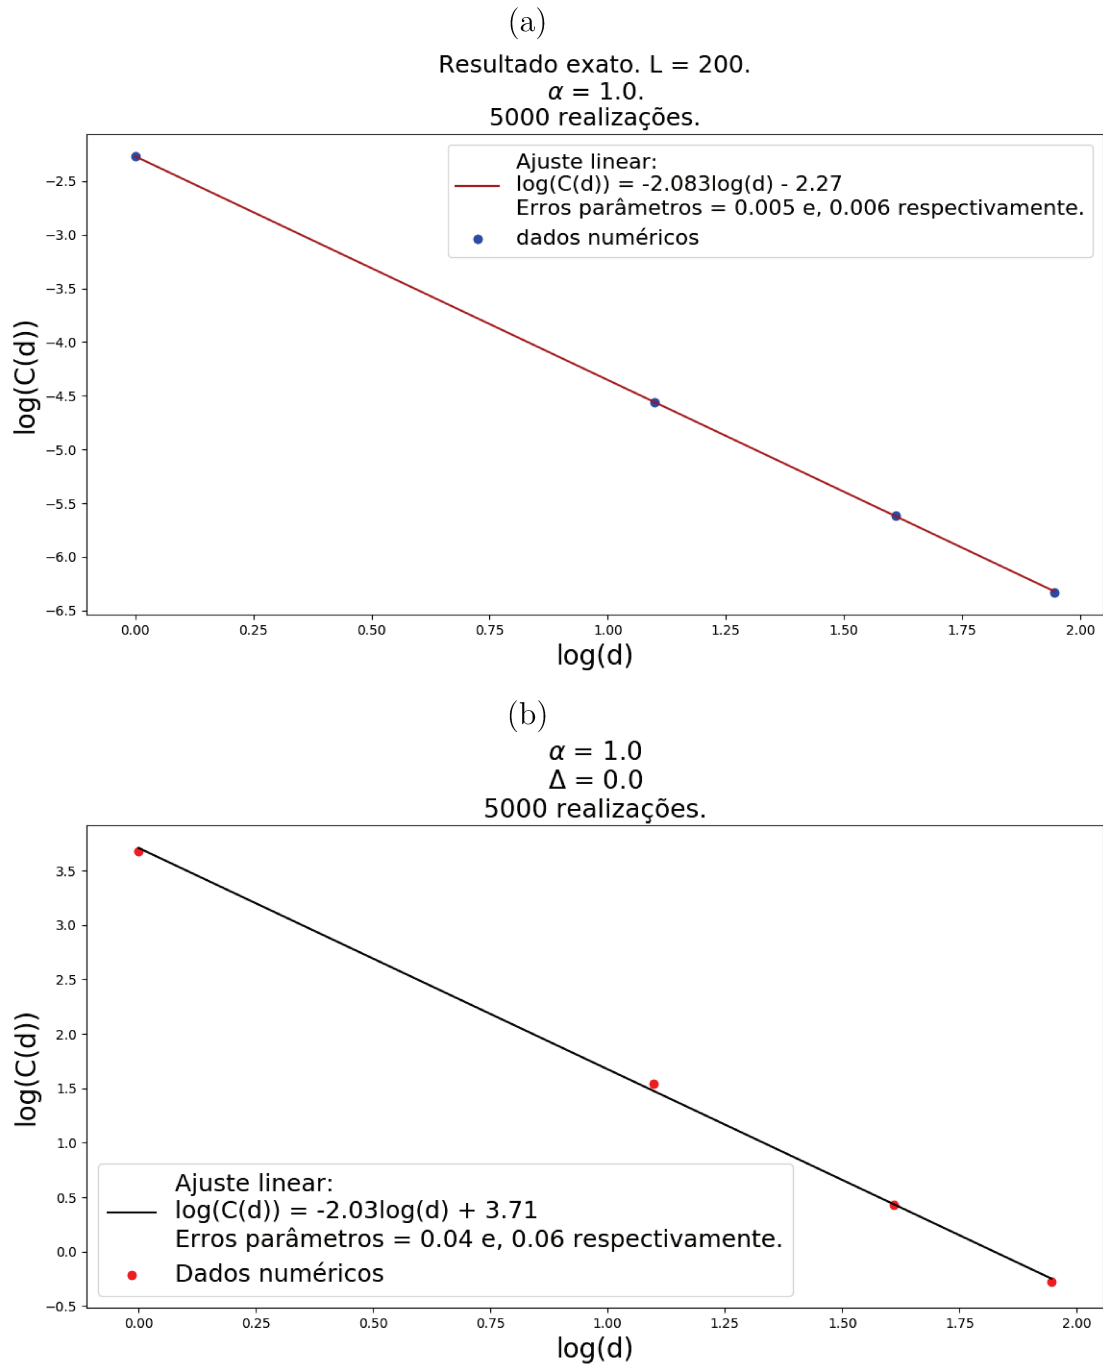 (a)
Resultado exato. L = 200.
α = 1.0.
5000 realizações.
Ajuste linear:
log(C(d)) = -2.083log(d) - 2.27
Erros parâmetros = 0.005 e, 0.006 respectivamente.
dados numéricos
log(C(d))
−2.5
−3.0
−3.5
−4.0
−4.5
−5.0
−5.5
−6.0
−6.5
0.00 0.25 0.50 0.75 1.00 1.25 1.50 1.75 2.00
log(d)
(b)
α = 1.0
Δ = 0.0
5000 realizações.
log(C(d))
3.5
3.0
2.5
2.0
1.5
1.0
0.5
0.0
−0.5
Ajuste linear:
log(C(d)) = -2.03log(d) + 3.71
Erros parâmetros = 0.04 e, 0.06 respectivamente.
Dados numéricos
0.00 0.25 0.50 0.75 1.00 1.25 1.50 1.75 2.00
log(d)